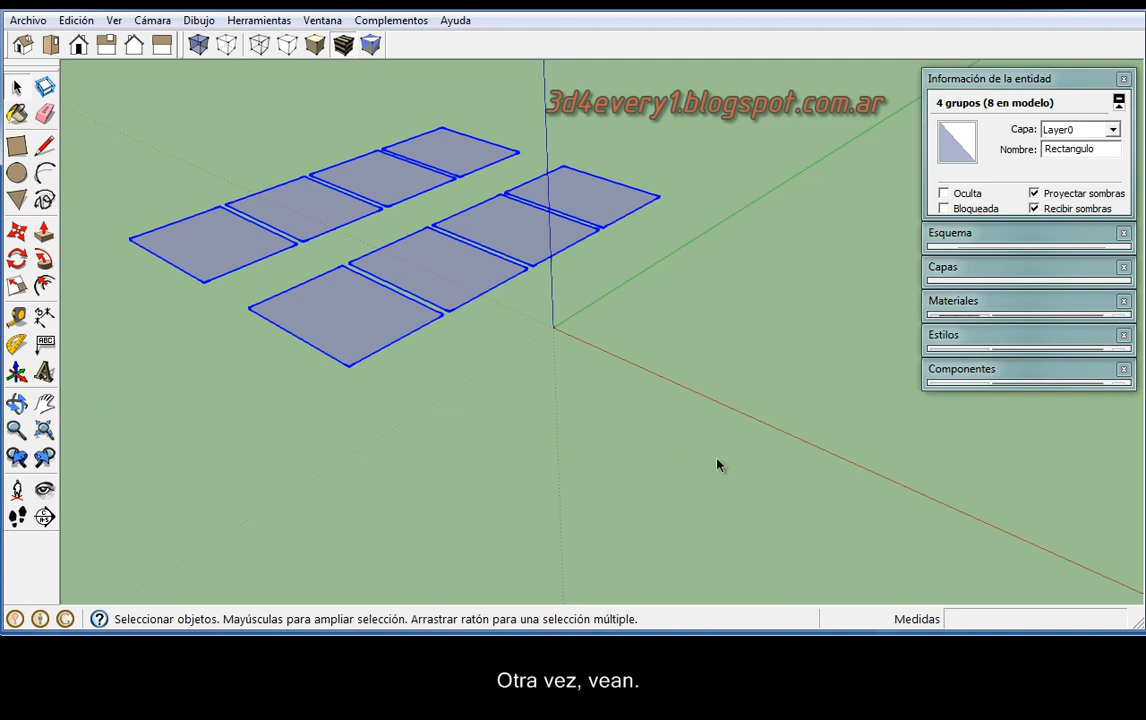 Archivo Edición Ver Cámara Dibujo Herramientas Ventana Complementos Ayuda
3d4every1.blogspot.com.ar
Información de la entidad
4 grupos (8 en modelo)
Capa: Layer0
Nombre: Rectangulo
Oculta Proyectar sombras
Bloqueada Recibir sombras
Esquema
Capas
Materiales
Estilos
Componentes
ABC
Seleccionar objetos. Mayúsculas para ampliar selección. Arrastrar ratón para una selección múltiple. Medidas
Otra vez, vean.